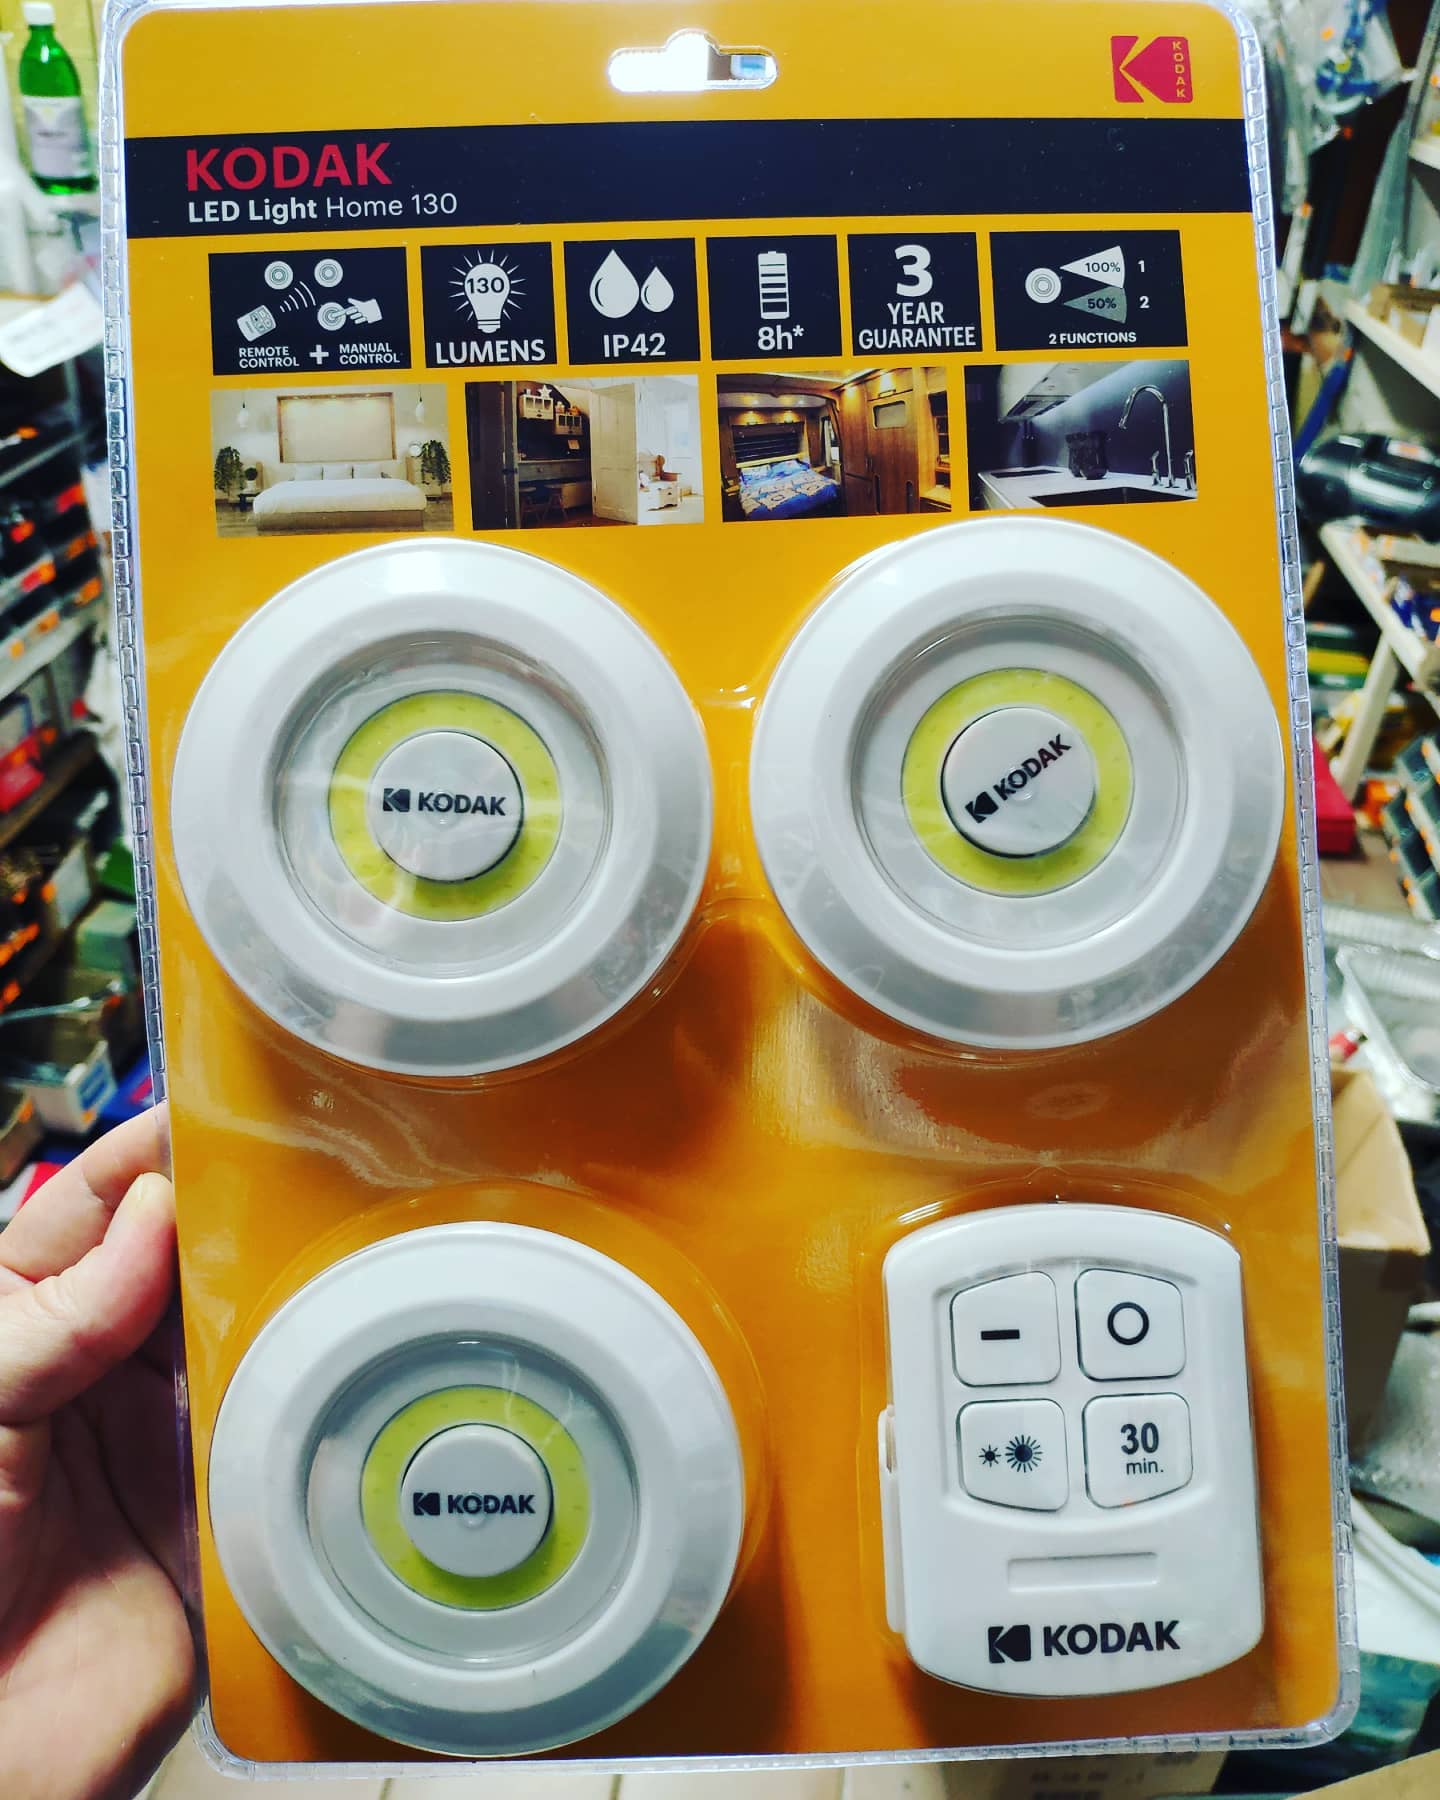 KODAK
KODAK
LED Light Home 130
REMOTE CONTROL + MANUAL CONTROL
130
LUMENS
IP42
8h*
3
YEAR
GUARANTEE
100% 1
50% 2
2 FUNCTIONS
KODAK
KODAK
KODAK
30
min.
KODAK